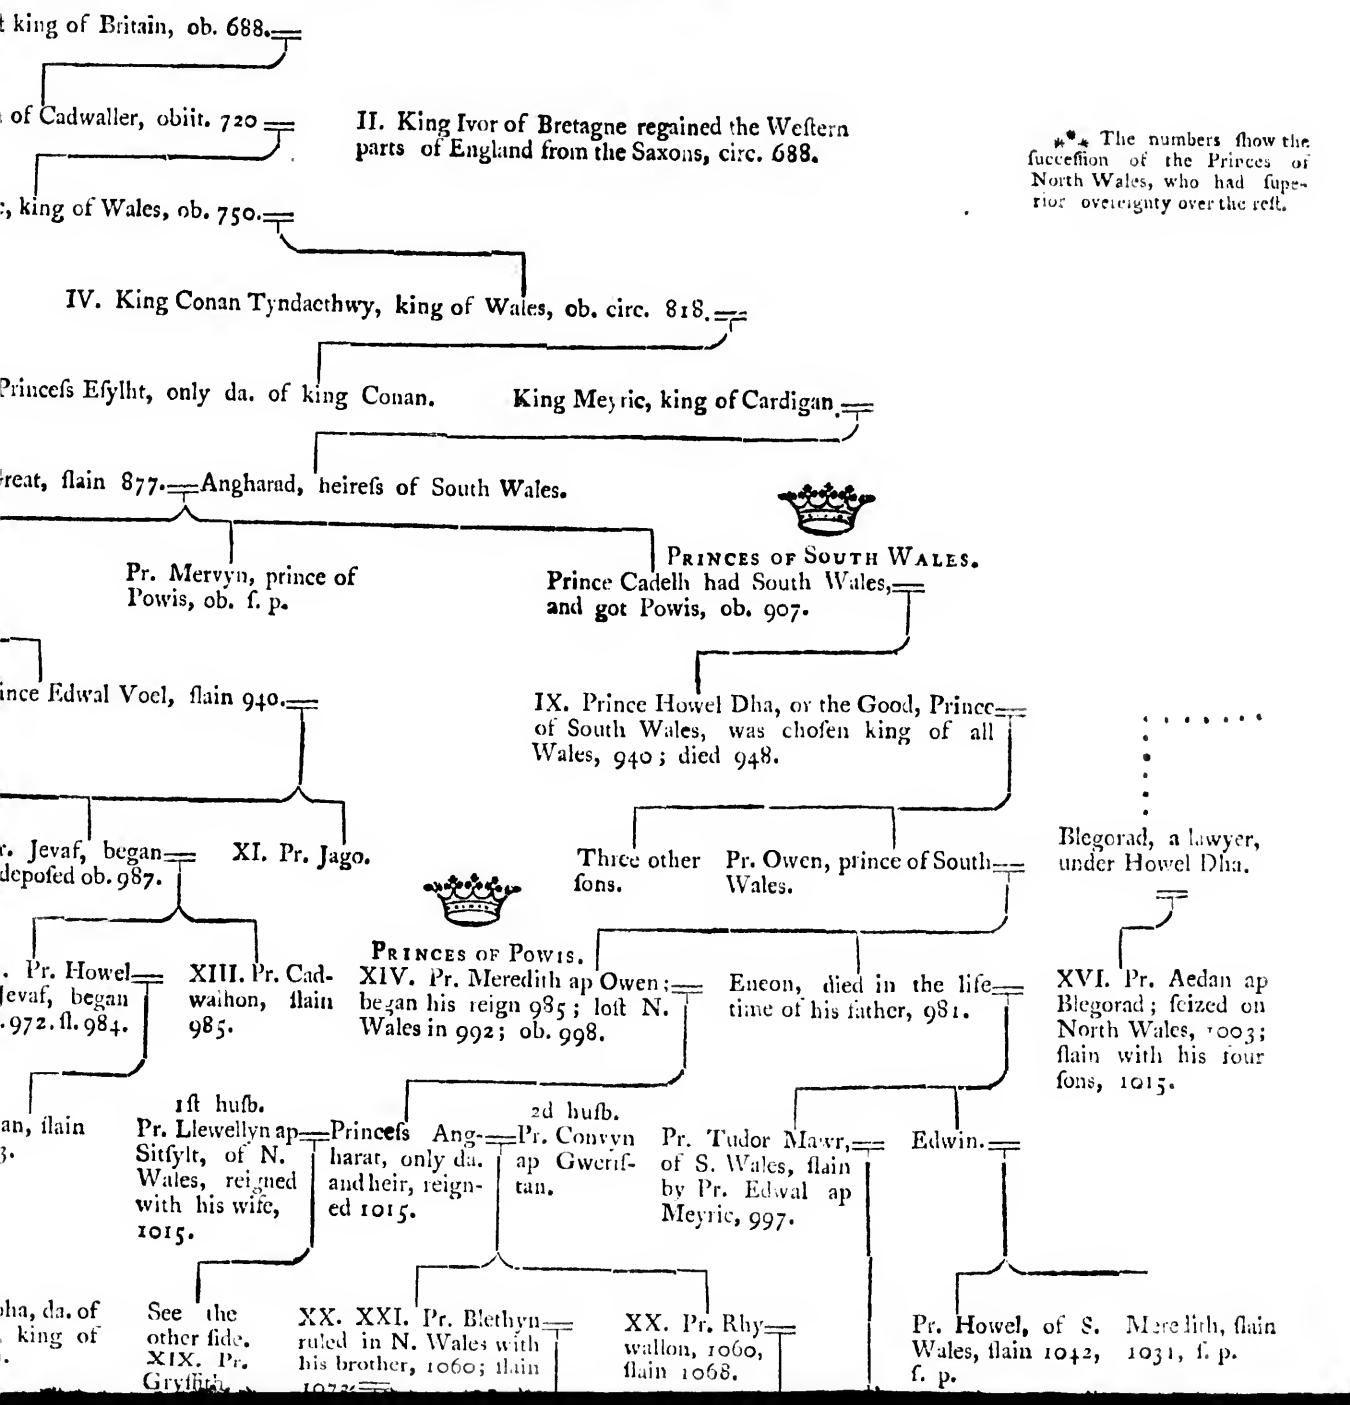 king of Britain, ob. 688.
of Cadwaller, obiit. 720
II. King Ivor of Bretagne regained the Weſtern
parts of England from the Saxons, circ. 688.
*** The numbers ſhow the
ſucceſſion of the Princes of
North Wales, who had ſupe-
rior overeignty over the reſt.
king of Wales, ob. 750.
IV. King Conan Tyndaethwy, king of Wales, ob. circ. 818.
Princeſs Eſylht, only da. of king Conan.
King Meyric, king of Cardigan.
reat, ſlain 877. Angharad, heireſs of South Wales.
PRINCES OF SOUTH WALES.
Pr. Mervyn, prince of
Powis, ob. ſ. p.
Prince Cadelh had South Wales,
and got Powis, ob. 907.
ince Edwal Voel, ſlain 940.
IX. Prince Howel Dha, or the Good, Prince
of South Wales, was choſen king of all
Wales, 940; died 948.
r. Jevaf, began
depoſed ob. 987.
XI. Pr. Jago.
Three other
ſons.
Pr. Owen, prince of South
Wales.
Blegorad, a lawyer,
under Howel Dha.
PRINCES OF POWIS.
. Pr. Howel
Jevaf, began
. 972. ſl. 984.
XIII. Pr. Cad-
walhon, ſlain
985.
XIV. Pr. Meredith ap Owen;
began his reign 985; loſt N.
Wales in 992; ob. 998.
Eneon, died in the life
time of his father, 981.
XVI. Pr. Aedan ap
Blegorad; ſeized on
North Wales, 1003;
ſlain with his four
ſons, 1015.
an, ſlain
3.
1ſt huſb.
Pr. Llewellyn ap
Sitſylt, of N.
Wales, reigned
with his wife,
1015.
Princeſs Ang-
harat, only da.
and heir, reign-
ed 1015.
2d huſb.
Pr. Convyn
ap Gweriſ-
tan.
Pr. Tudor Mawr,
of S. Wales, ſlain
by Pr. Edwal ap
Meyric, 997.
Edwin.
ha, da. of
king of
See the
other ſide.
XIX. Pr.
Gryffith
XX. XXI. Pr. Blethyn
ruled in N. Wales with
his brother, 1060; ſlain
1073.
XX. Pr. Rhy
wallon, 1060,
ſlain 1068.
Pr. Howel, of S.
Wales, ſlain 1042,
ſ. p.
Meredith, ſlain
1031, ſ. p.